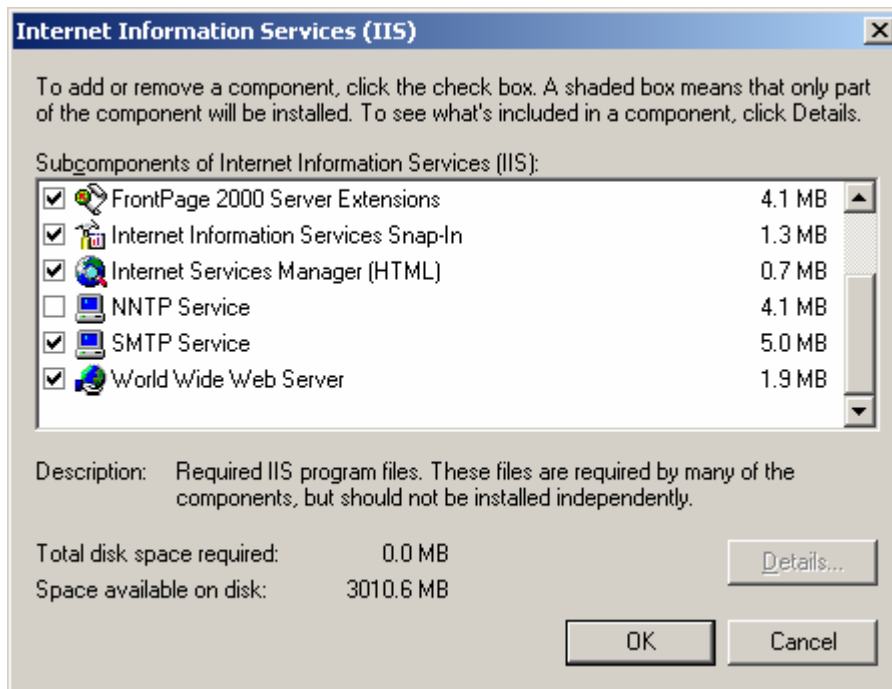 Internet Information Services (IIS)
To add or remove a component, click the check box. A shaded box means that only part
of the component will be installed. To see what's included in a component, click Details.
Subcomponents of Internet Information Services (IIS):
FrontPage 2000 Server Extensions 4.1 MB
Internet Information Services Snap-In 1.3 MB
Internet Services Manager (HTML) 0.7 MB
NNTP Service 4.1 MB
SMTP Service 5.0 MB
World Wide Web Server 1.9 MB
Description: Required IIS program files. These files are required by many of the
components, but should not be installed independently.
Total disk space required: 0.0 MB
Details...
Space available on disk: 3010.6 MB
OK Cancel